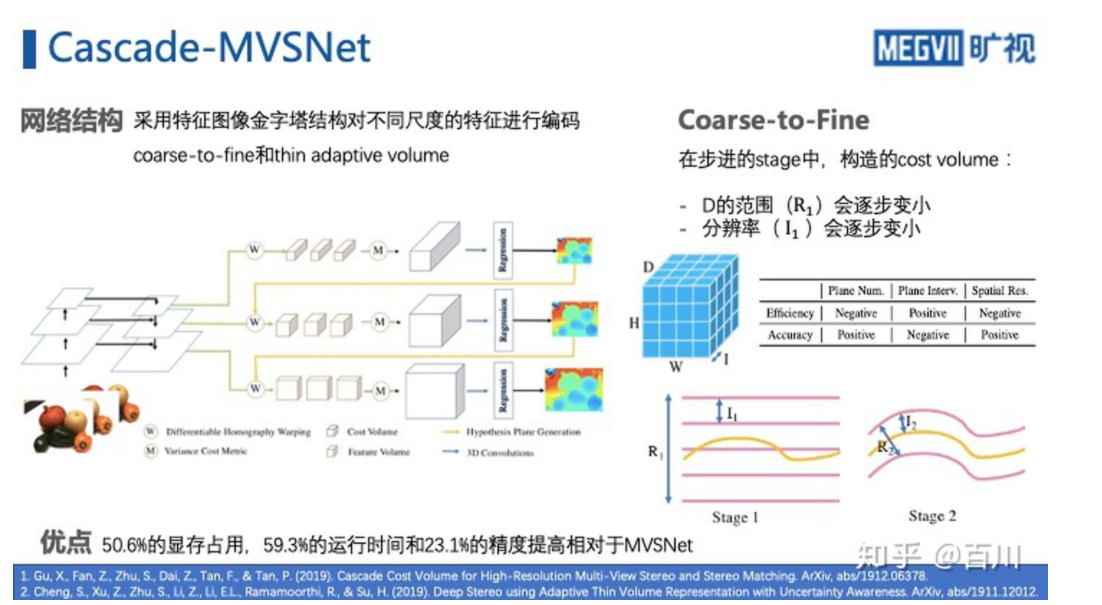 Cascade-MVSNet
MEGVII 旷视
网络结构 采用特征图像金字塔结构对不同尺度的特征进行编码
coarse-to-fine和thin adaptive volume
W
M
Regression
W
M
Regression
W
M
Regression
W Differentiable Homography Warping
Cost Volume
Hypothesis Plane Generation
M Variance Cost Metric
Feature Volume
3D Convolutions
Coarse-to-Fine
在步进的stage中，构造的cost volume：
- D的范围（R₁）会逐步变小
- 分辨率（ I₁ ）会逐步变小
D
H
W
I
Plane Num. Plane Interv. Spatial Res.
Efficiency Negative Positive Negative
Accuracy Positive Negative Positive
R₁
I₁
Stage 1
I₂
R₂
Stage 2
优点 50.6%的显存占用，59.3%的运行时间和23.1%的精度提高相对于MVSNet
知乎 @百川
1. Gu, X., Fan, Z., Zhu, S., Dai, Z., Tan, F., & Tan, P. (2019). Cascade Cost Volume for High-Resolution Multi-View Stereo and Stereo Matching. ArXiv, abs/1912.06378.
2. Cheng, S., Xu, Z., Zhu, S., Li, Z., Li, E.L., Ramamoorthi, R., & Su, H. (2019). Deep Stereo using Adaptive Thin Volume Representation with Uncertainty Awareness. ArXiv, abs/1911.12012.